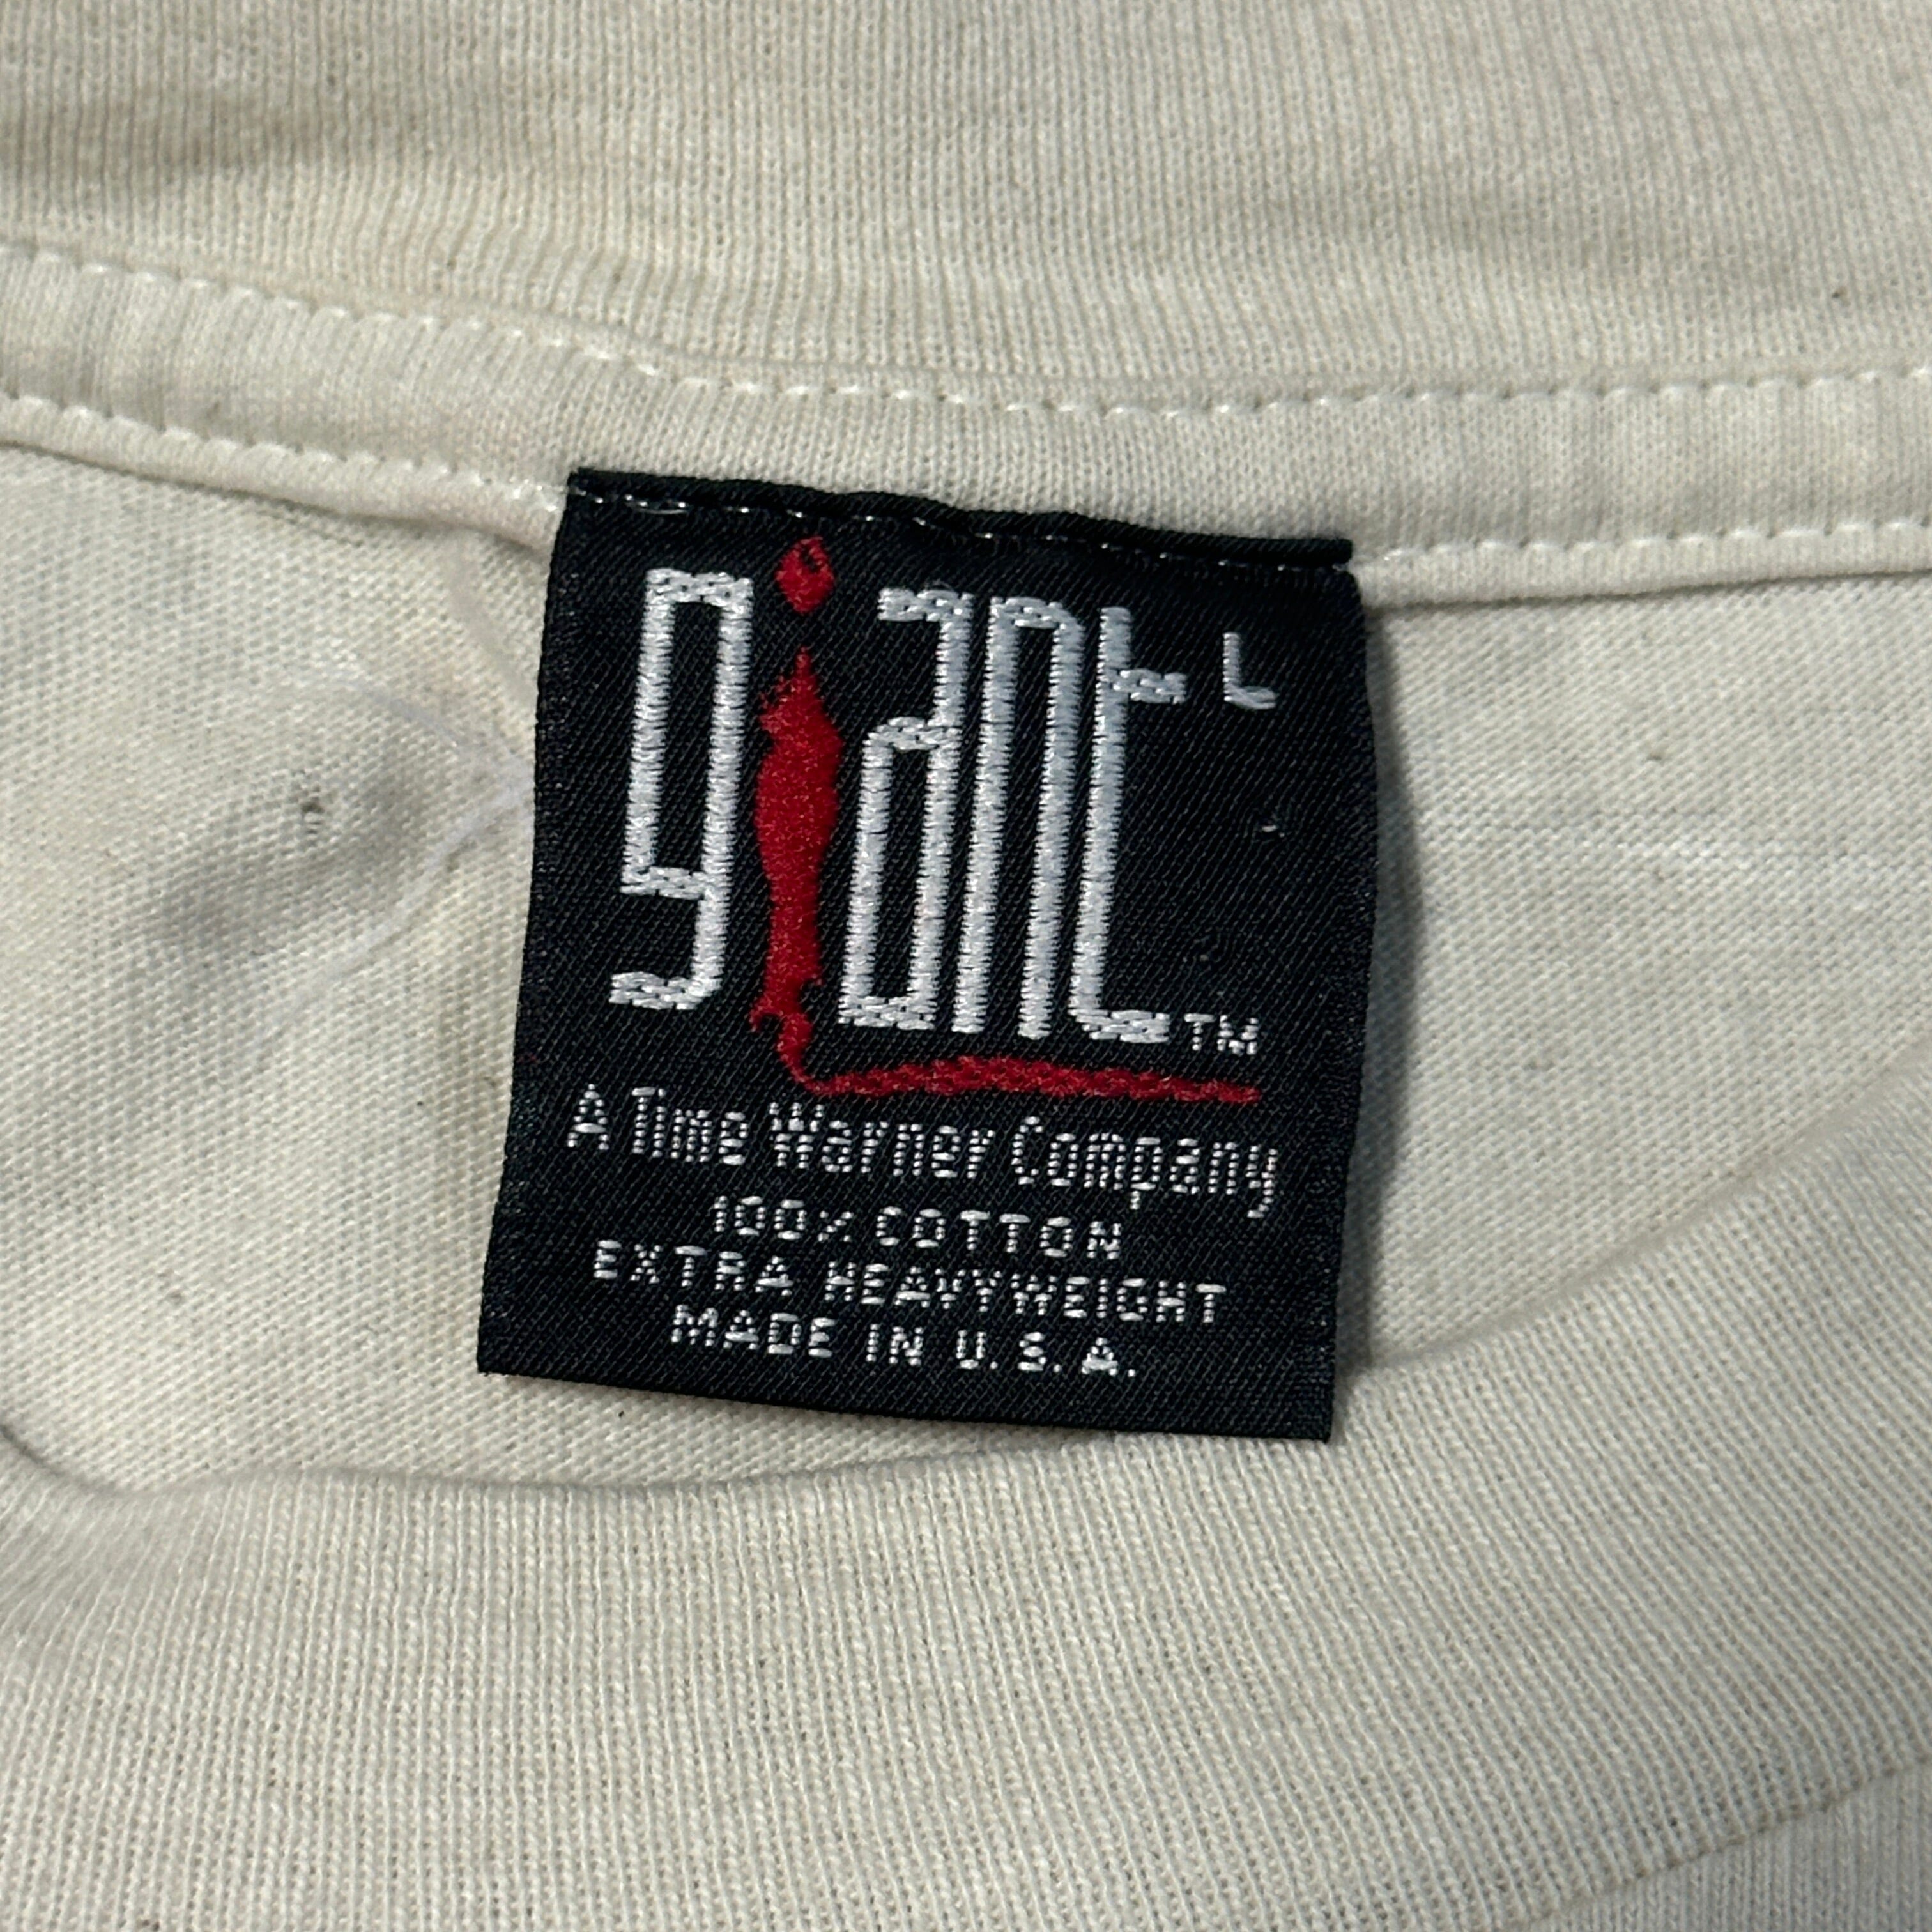 giant L
TM
A Time Warner Company
100% COTTON
EXTRA HEAVYWEIGHT
MADE IN U.S.A.